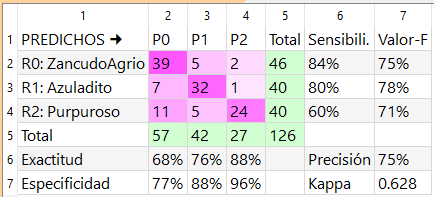 1 2 3 4 5 6 7
1 PREDICHOS → P0 P1 P2 Total Sensibili. Valor-F
2 R0: ZancudoAgrio 39 5 2 46 84% 75%
3 R1: Azuladito 7 32 1 40 80% 78%
4 R2: Purpuroso 11 5 24 40 60% 71%
5 Total 57 42 27 126
6 Exactitud 68% 76% 88% Precisión 75%
7 Especificidad 77% 88% 96% Kappa 0.628